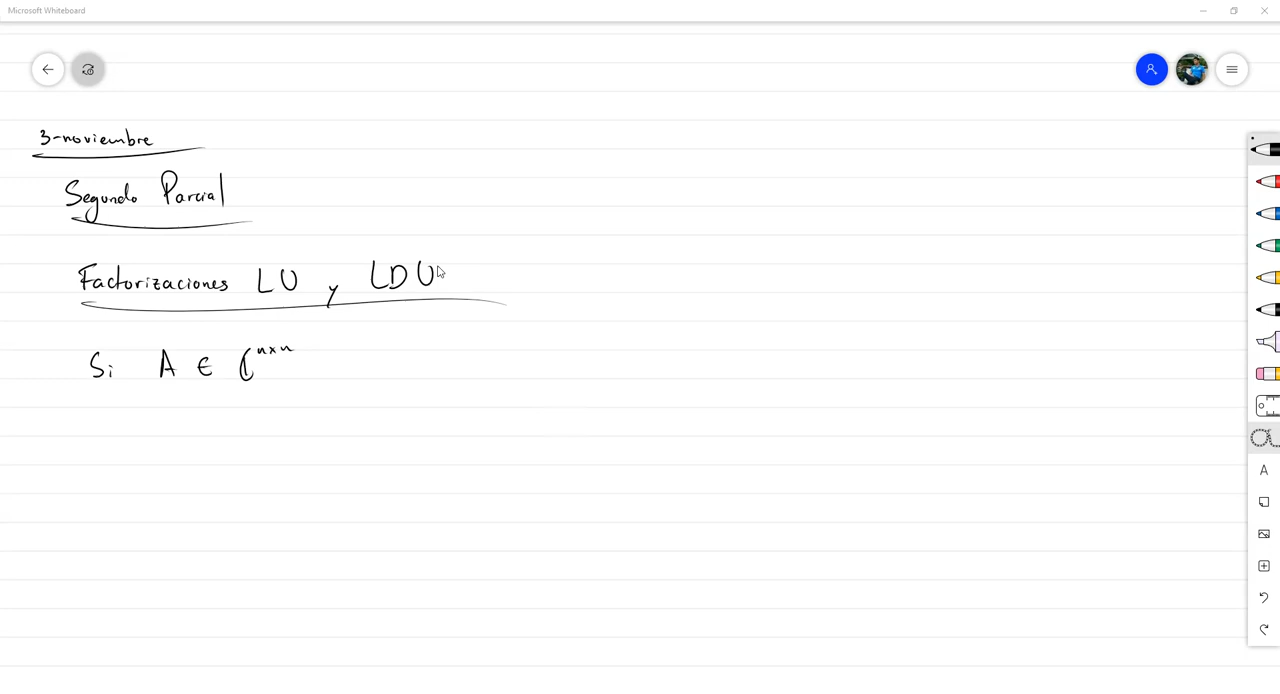 Microsoft Whiteboard
3-noviembre
Segundo Parcial
Factorizaciones LU y LDU
Si A ∈ ℂⁿˣⁿ
A